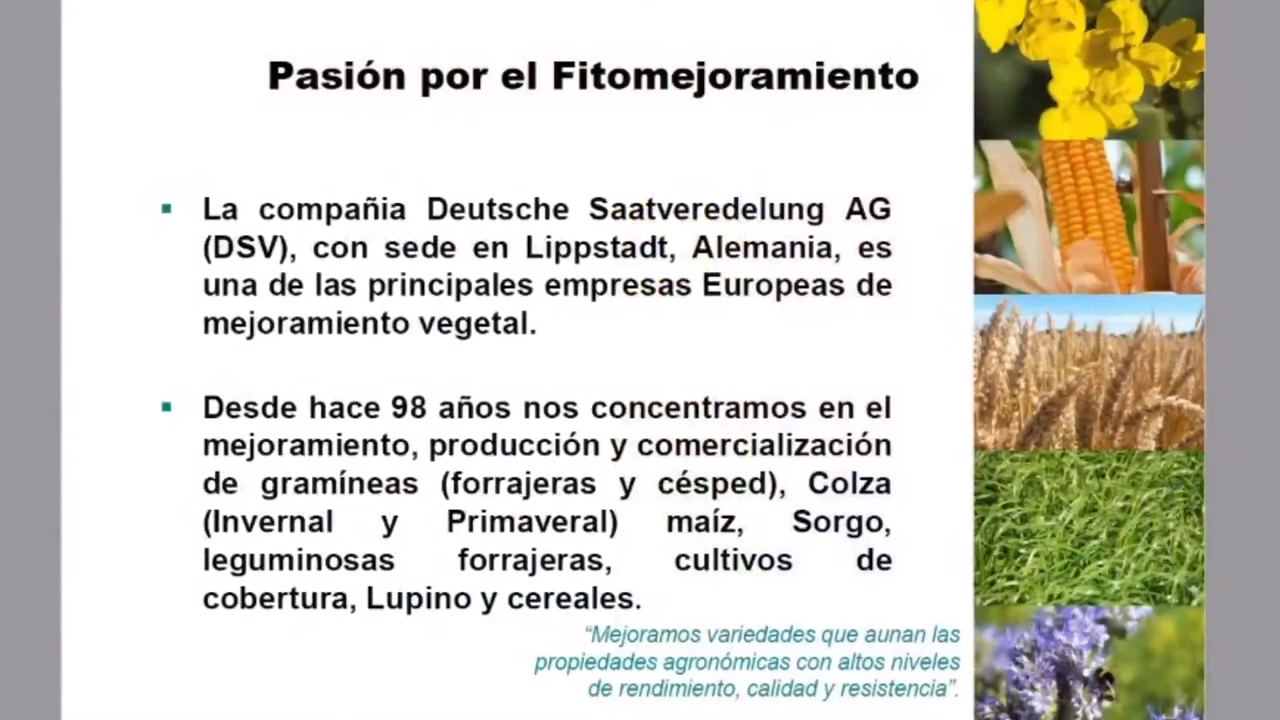 Pasión por el Fitomejoramiento
La compañia Deutsche Saatveredelung AG
(DSV), con sede en Lippstadt, Alemania, es
una de las principales empresas Europeas de
mejoramiento vegetal.
Desde hace 98 años nos concentramos en el
mejoramiento, producción y comercialización
de gramíneas (forrajeras y césped), Colza
(Invernal y Primaveral) maíz, Sorgo,
leguminosas forrajeras, cultivos de
cobertura, Lupino y cereales.
“Mejoramos variedades que aunan las
propiedades agronómicas con altos niveles
de rendimiento, calidad y resistencia”.